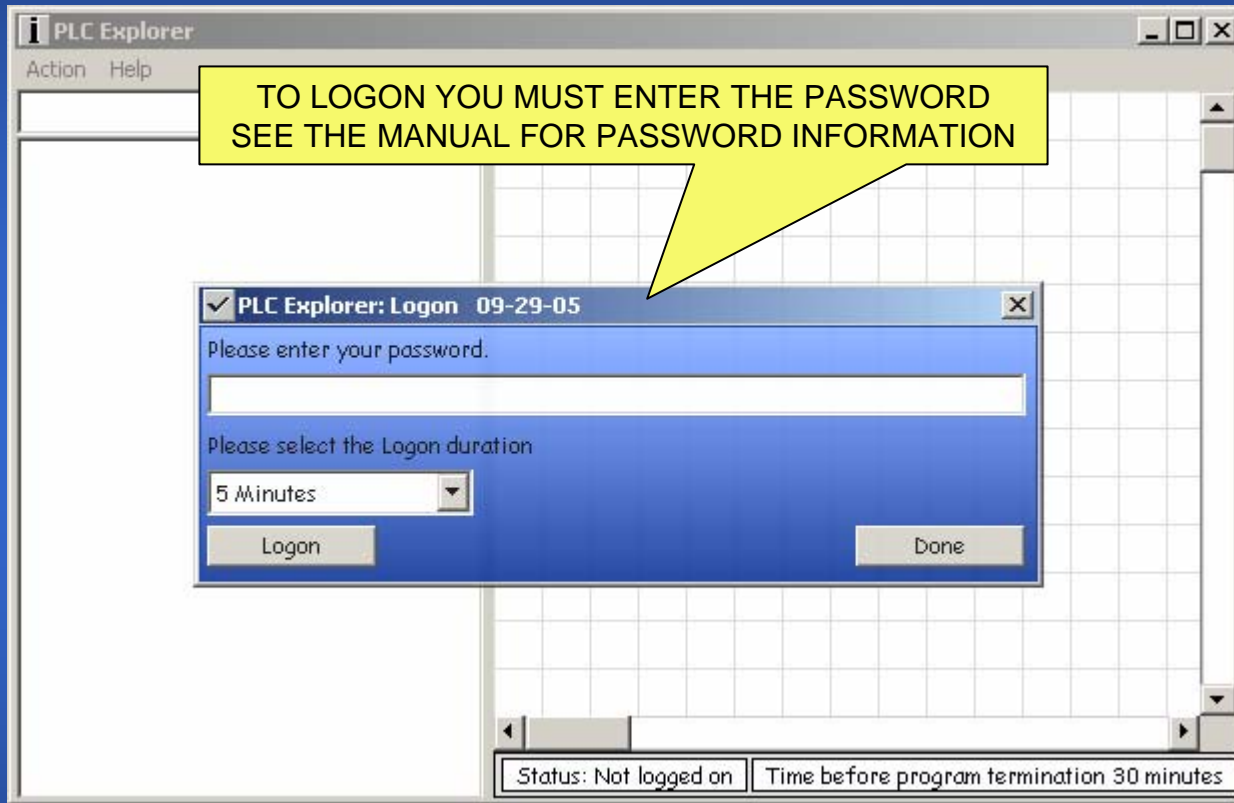 PLC Explorer
Action Help
TO LOGON YOU MUST ENTER THE PASSWORD
SEE THE MANUAL FOR PASSWORD INFORMATION
PLC Explorer: Logon 09-29-05
Please enter your password.
Please select the Logon duration
5 Minutes
Logon
Done
Status: Not logged on
Time before program termination 30 minutes